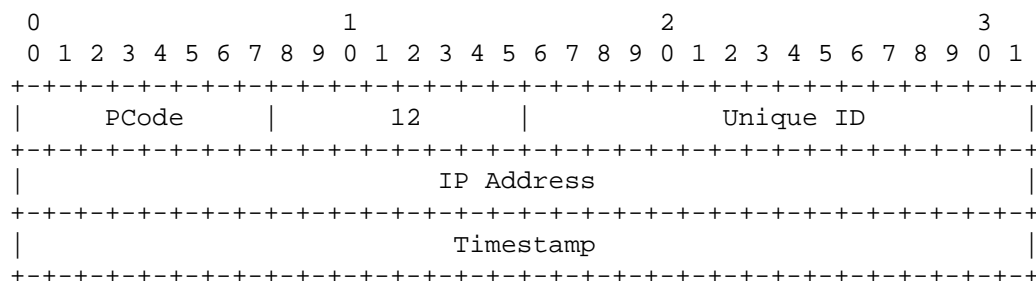 0                   1                   2                   3
 0 1 2 3 4 5 6 7 8 9 0 1 2 3 4 5 6 7 8 9 0 1 2 3 4 5 6 7 8 9 0 1
+-+-+-+-+-+-+-+-+-+-+-+-+-+-+-+-+-+-+-+-+-+-+-+-+-+-+-+-+-+-+-+-+
|     PCode     |       12      |            Unique ID          |
+-+-+-+-+-+-+-+-+-+-+-+-+-+-+-+-+-+-+-+-+-+-+-+-+-+-+-+-+-+-+-+-+
|                          IP Address                           |
+-+-+-+-+-+-+-+-+-+-+-+-+-+-+-+-+-+-+-+-+-+-+-+-+-+-+-+-+-+-+-+-+
|                           Timestamp                           |
+-+-+-+-+-+-+-+-+-+-+-+-+-+-+-+-+-+-+-+-+-+-+-+-+-+-+-+-+-+-+-+-+